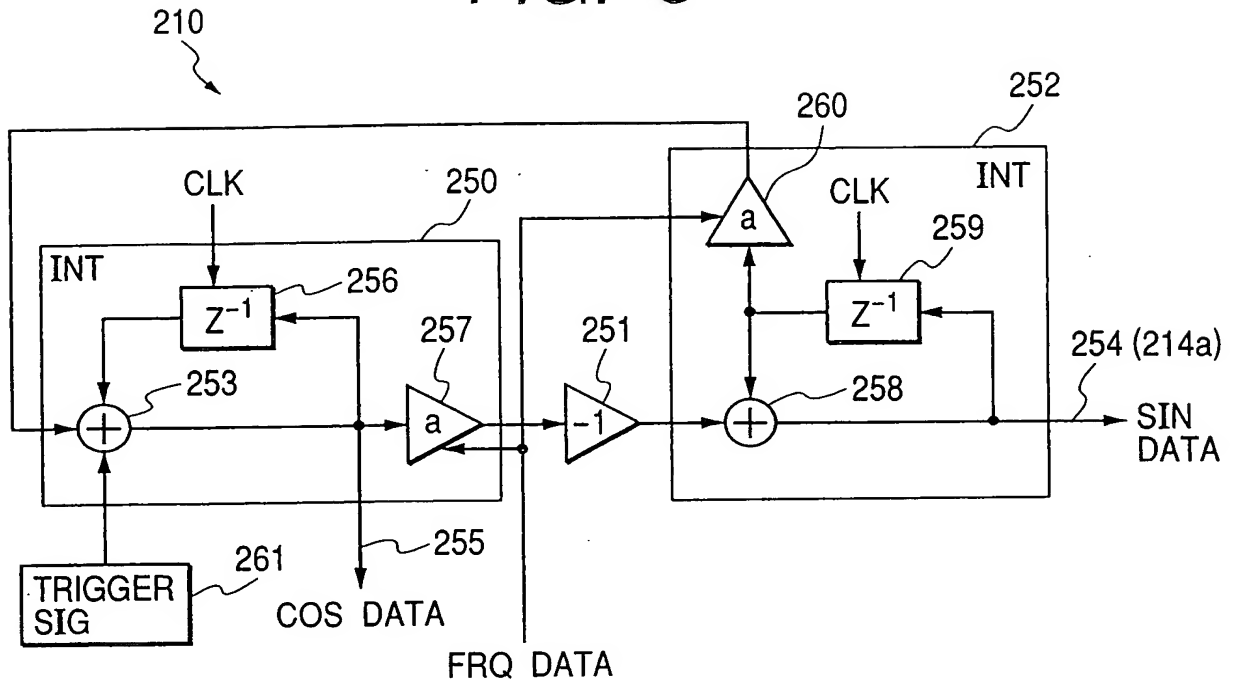 210
252
260
CLK
250
INT
CLK
a
259
INT
256
Z⁻¹
Z⁻¹
257
251
254 (214a)
253
258
+
a
-1
+
SIN
DATA
255
261
TRIGGER
SIG
COS DATA
FRQ DATA